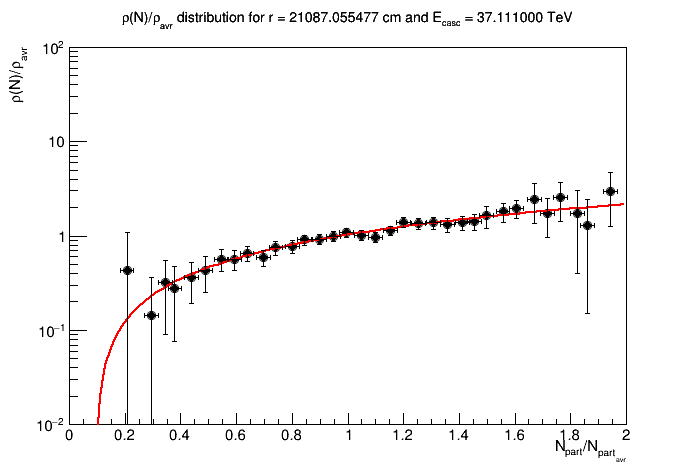 ρ(N)/ρavr distribution for r = 21087.055477 cm and Ecasc = 37.111000 TeV
ρ(N)/ρavr
10²
10
1
10⁻¹
10⁻²
0 0.2 0.4 0.6 0.8 1 1.2 1.4 1.6 1.8 2
Npart/Npartavr